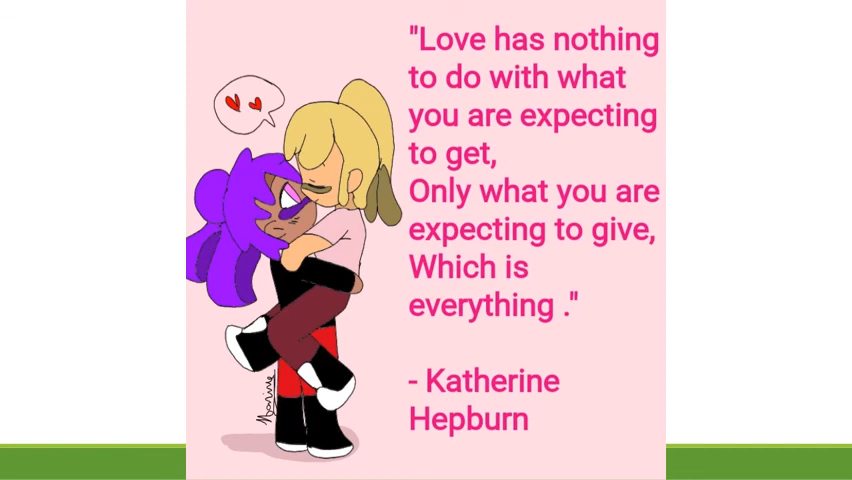 "Love has nothing
to do with what
you are expecting
to get,
Only what you are
expecting to give,
Which is
everything ."
- Katherine
Hepburn